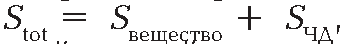 S_tot = S_вещество + S_ЧД,